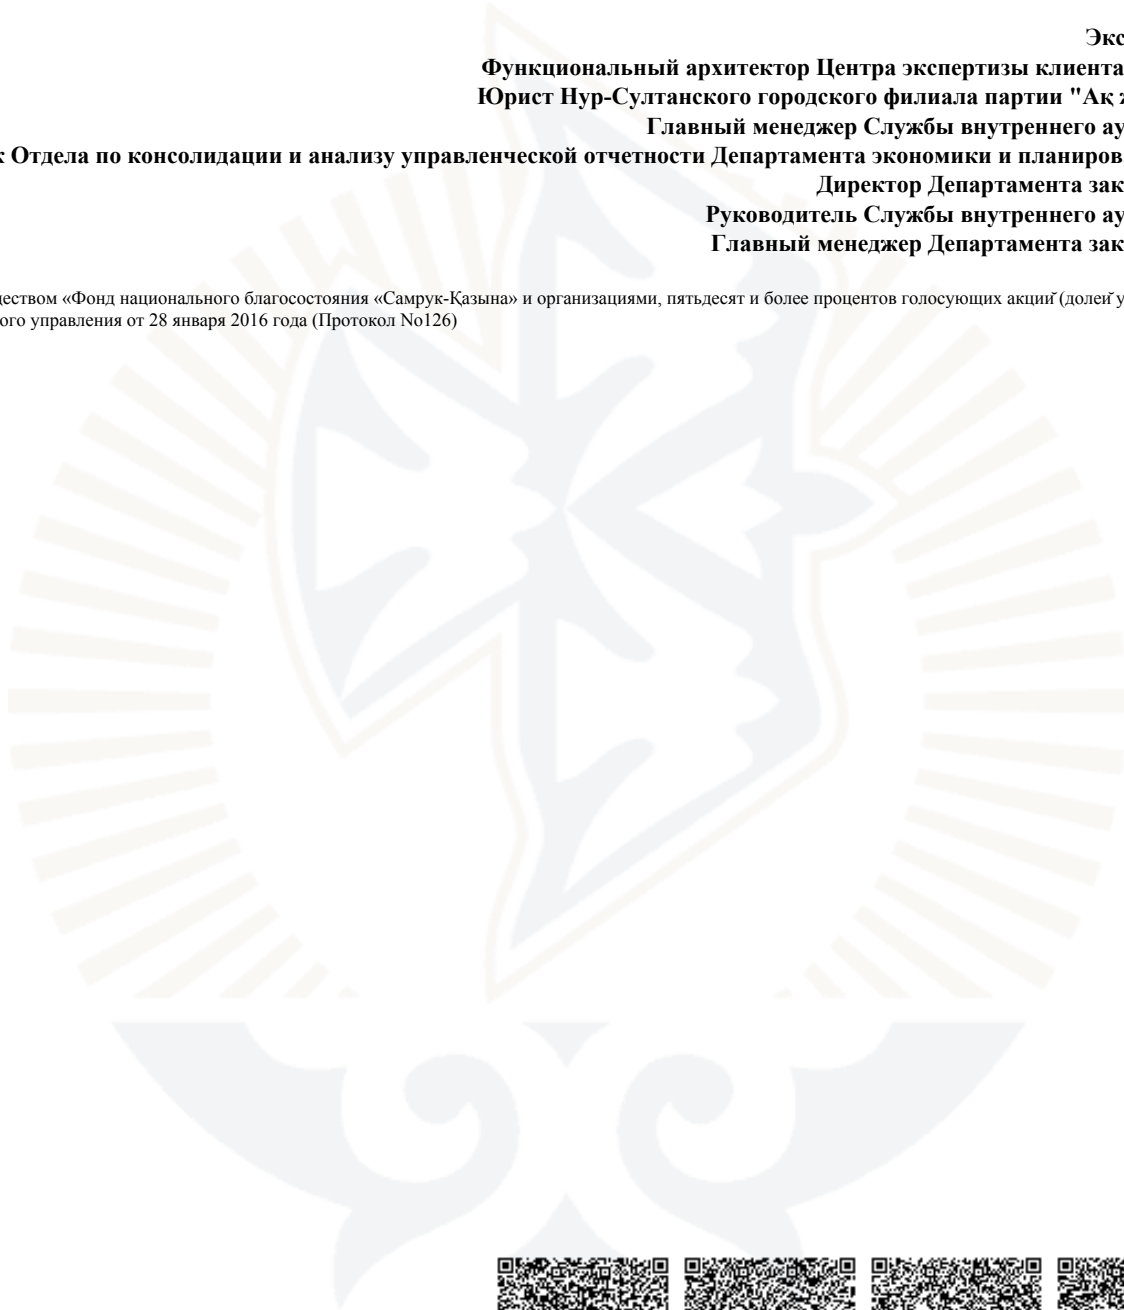 Экс
Функциональный архитектор Центра экспертизы клиента
Юрист Нур-Султанского городского филиала партии "Ақ ж
Главный менеджер Службы внутреннего ау
к Отдела по консолидации и анализу управленческой отчетности Департамента экономики и планиров
Директор Департамента зак
Руководитель Службы внутреннего ау
Главный менеджер Департамента зак
еством «Фонд национального благосостояния «Самрук-Қазына» и организациями, пятьдесят и более процентов голосующих акций (долей у
ого управления от 28 января 2016 года (Протокол No126)